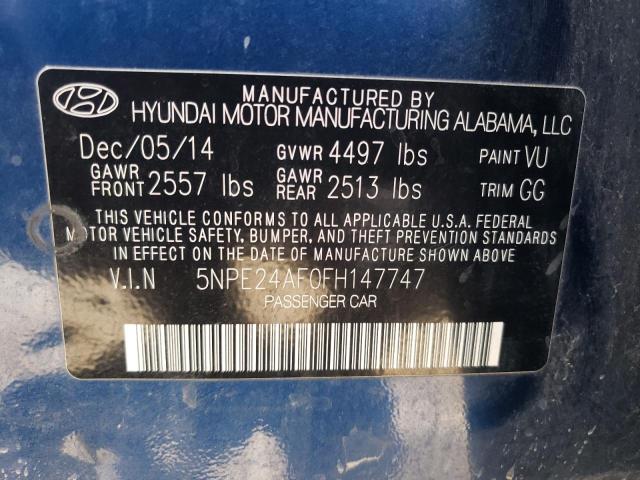 MANUFACTURED BY
HYUNDAI MOTOR MANUFACTURING ALABAMA, LLC
Dec/05/14 GVWR 4497 lbs PAINT VU
GAWR FRONT 2557 lbs GAWR REAR 2513 lbs TRIM GG
THIS VEHICLE CONFORMS TO ALL APPLICABLE U.S.A. FEDERAL
MOTOR VEHICLE SAFETY, BUMPER, AND THEFT PREVENTION STANDARDS
IN EFFECT ON THE DATE OF MANUFACTURE SHOWN ABOVE.
V.I.N 5NPE24AF0FH147747
PASSENGER CAR